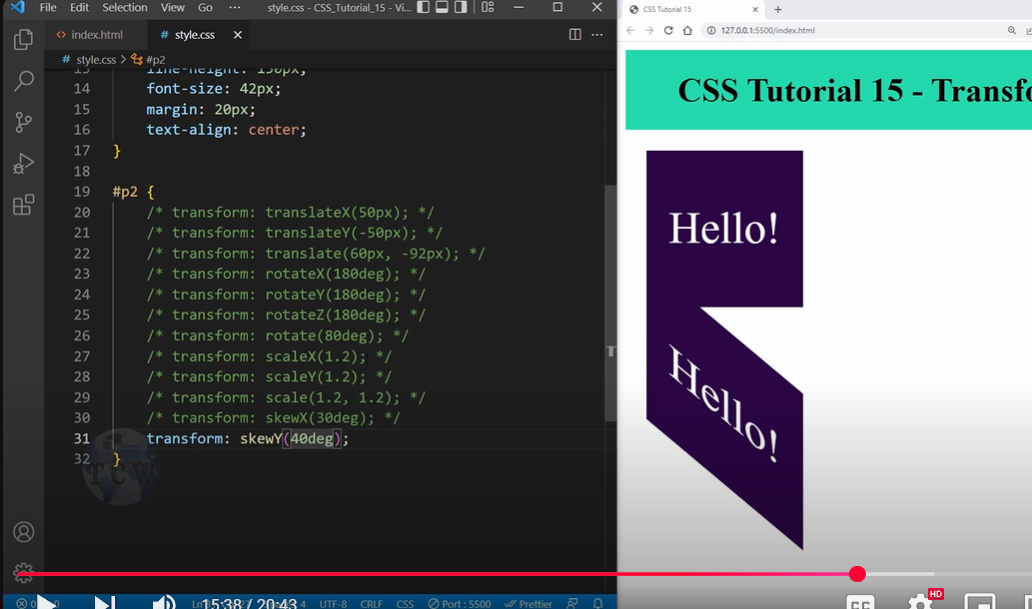 File Edit Selection View Go ··· style.css - CSS_Tutorial_15 - Vi...
CSS Tutorial 15
<> index.html # style.css
127.0.0.1:5500/index.html
# style.css > #p2
14 font-size: 42px;
15 margin: 20px;
16 text-align: center;
17 }
18
19 #p2 {
20 /* transform: translateX(50px); */
21 /* transform: translateY(-50px); */
22 /* transform: translate(60px, -92px); */
23 /* transform: rotateX(180deg); */
24 /* transform: rotateY(180deg); */
25 /* transform: rotateZ(180deg); */
26 /* transform: rotate(80deg); */
27 /* transform: scaleX(1.2); */
28 /* transform: scaleY(1.2); */
29 /* transform: scale(1.2, 1.2); */
30 /* transform: skewX(30deg); */
31 transform: skewY(40deg);
32 }
TCW
CSS Tutorial 15 - Transfo
Hello!
Hello!
15:38 / 20:43
UTF-8 CRLF CSS Port : 5500 Prettier
HD
CC